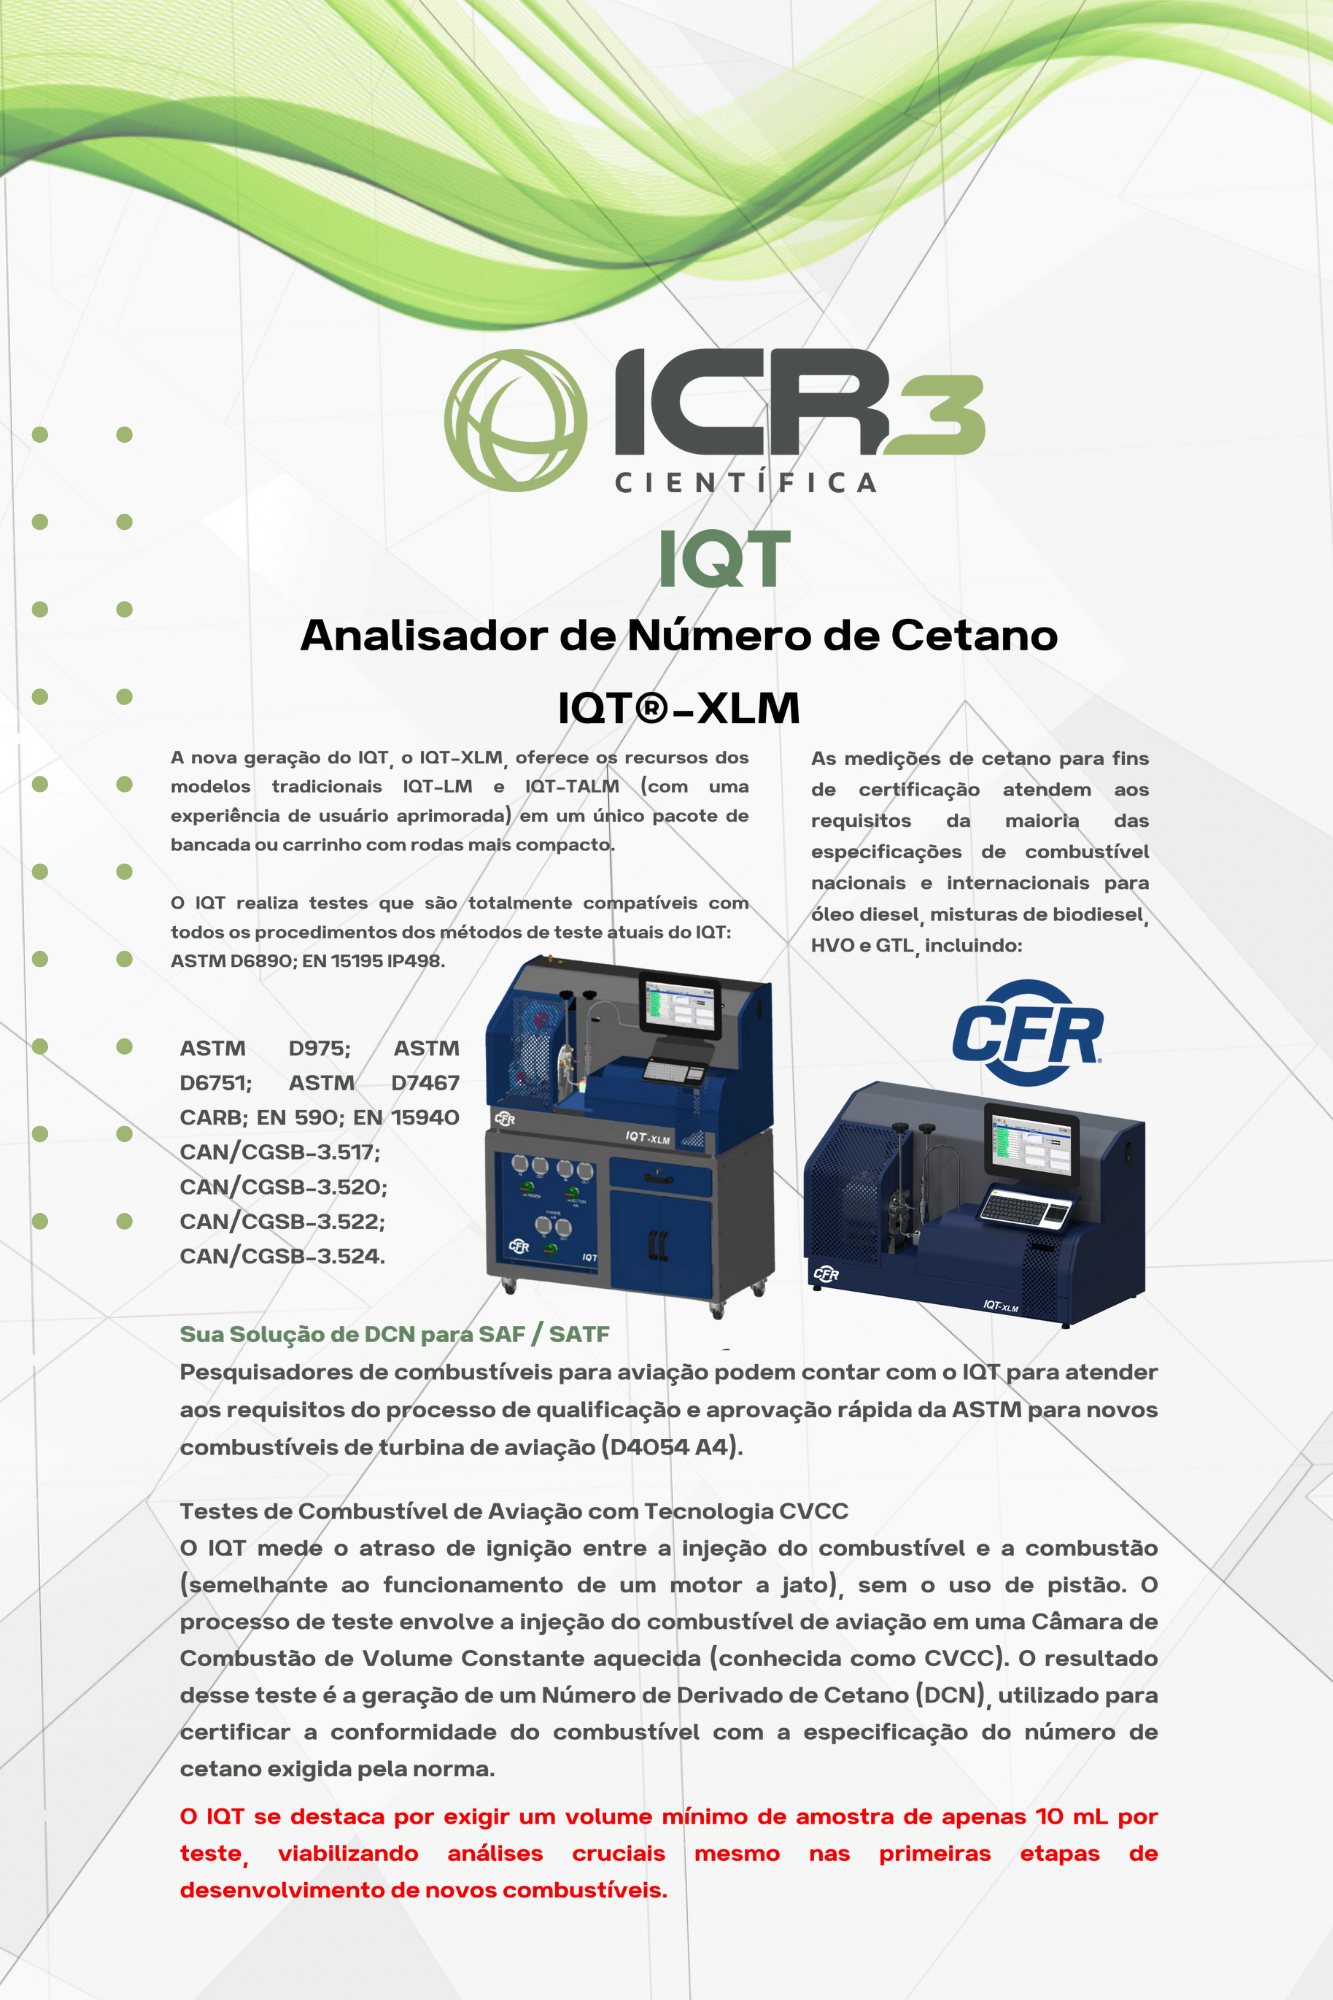 ICR3
CIENTÍFICA
IQT
Analisador de Número de Cetano
IQT®-XLM
A nova geração do IQT, o IQT-XLM, oferece os recursos dos
modelos tradicionais IQT-LM e IQT-TALM (com uma
experiência de usuário aprimorada) em um único pacote de
bancada ou carrinho com rodas mais compacto.
O IQT realiza testes que são totalmente compatíveis com
todos os procedimentos dos métodos de teste atuais do IQT:
ASTM D6890; EN 15195 IP498.
As medições de cetano para fins
de certificação atendem aos
requisitos da maioria das
especificações de combustível
nacionais e internacionais para
óleo diesel, misturas de biodiesel,
HVO e GTL, incluindo:
ASTM D975; ASTM
D6751; ASTM D7467
CARB; EN 590; EN 15940
CAN/CGSB-3.517;
CAN/CGSB-3.520;
CAN/CGSB-3.522;
CAN/CGSB-3.524.
CFR
IQT-XLM
CFR
IQT
CFR®
CFR
IQT-XLM
Sua Solução de DCN para SAF / SATF
Pesquisadores de combustíveis para aviação podem contar com o IQT para atender
aos requisitos do processo de qualificação e aprovação rápida da ASTM para novos
combustíveis de turbina de aviação (D4054 A4).
Testes de Combustível de Aviação com Tecnologia CVCC
O IQT mede o atraso de ignição entre a injeção do combustível e a combustão
(semelhante ao funcionamento de um motor a jato), sem o uso de pistão. O
processo de teste envolve a injeção do combustível de aviação em uma Câmara de
Combustão de Volume Constante aquecida (conhecida como CVCC). O resultado
desse teste é a geração de um Número de Derivado de Cetano (DCN), utilizado para
certificar a conformidade do combustível com a especificação do número de
cetano exigida pela norma.
O IQT se destaca por exigir um volume mínimo de amostra de apenas 10 mL por
teste, viabilizando análises cruciais mesmo nas primeiras etapas de
desenvolvimento de novos combustíveis.